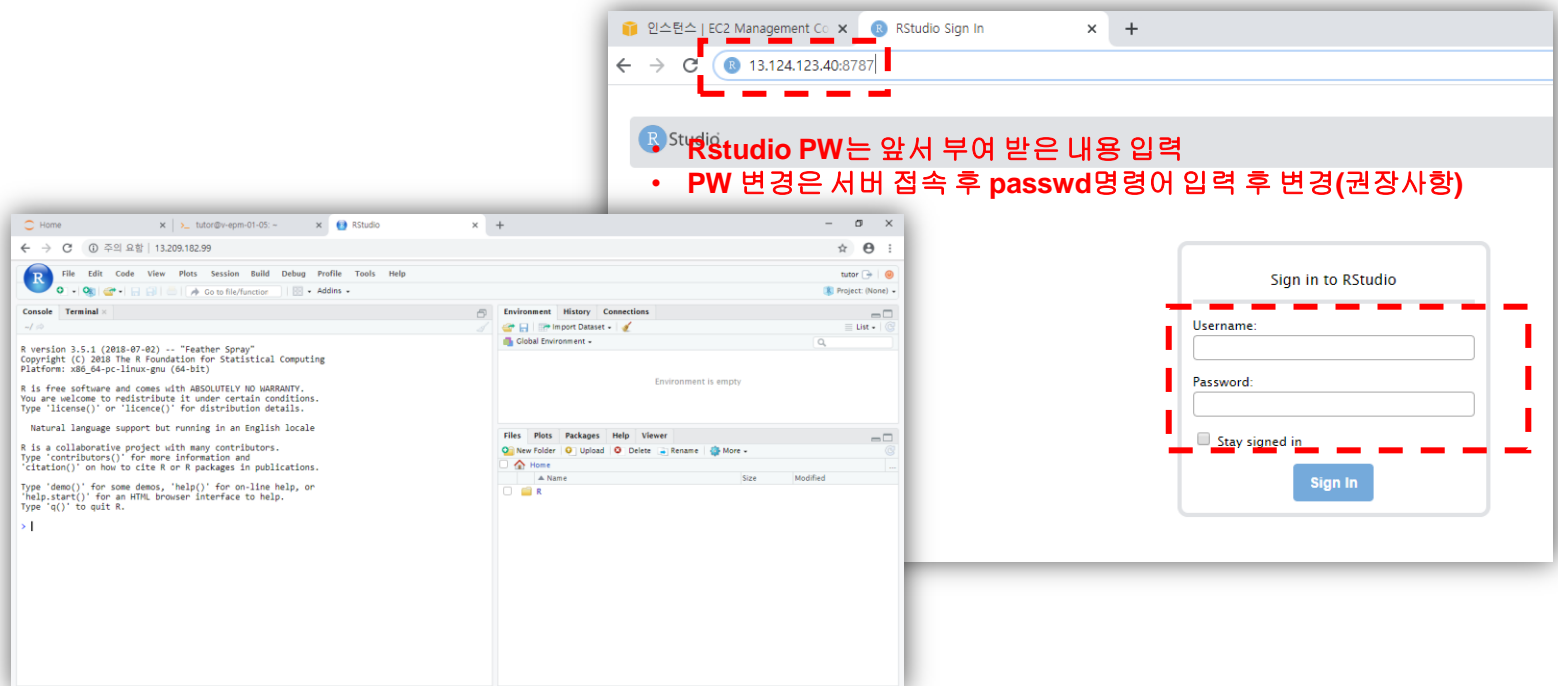 인스턴스 | EC2 Management Co
RStudio Sign In
13.124.123.40:8787
R Studio
• Rstudio PW는 앞서 부여 받은 내용 입력
• PW 변경은 서버 접속 후 passwd명령어 입력 후 변경(권장사항)
Sign in to RStudio
Username:
Password:
Stay signed in
Sign In
Home
tutor@v-epm-01-05: ~
RStudio
주의 요함 | 13.209.182.99
R File Edit Code View Plots Session Build Debug Profile Tools Help
tutor
Go to file/function
Addins
Project: (None)
Console Terminal
~/
R version 3.5.1 (2018-07-02) -- "Feather Spray"
Copyright (C) 2018 The R Foundation for Statistical Computing
Platform: x86_64-pc-linux-gnu (64-bit)
R is free software and comes with ABSOLUTELY NO WARRANTY.
You are welcome to redistribute it under certain conditions.
Type 'license()' or 'licence()' for distribution details.
Natural language support but running in an English locale
R is a collaborative project with many contributors.
Type 'contributors()' for more information and
'citation()' on how to cite R or R packages in publications.
Type 'demo()' for some demos, 'help()' for on-line help, or
'help.start()' for an HTML browser interface to help.
Type 'q()' to quit R.
>
Environment History Connections
Import Dataset
List
Global Environment
Environment is empty
Files Plots Packages Help Viewer
New Folder Upload Delete Rename More
Home
Name Size Modified
R